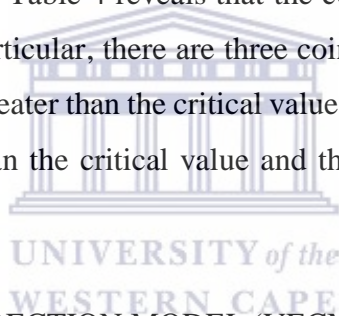 Table 4 reveals that the co
rticular, there are three coin
eater than the critical value
n the critical value and th
UNIVERSITY of the
WESTERN CAPE
ECTION MODEL (VECM